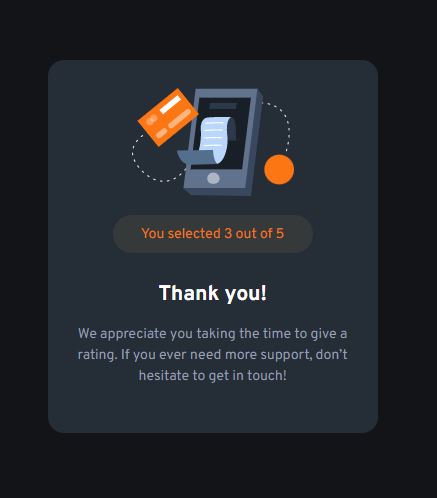 You selected 3 out of 5
Thank you!
We appreciate you taking the time to give a
rating. If you ever need more support, don’t
hesitate to get in touch!